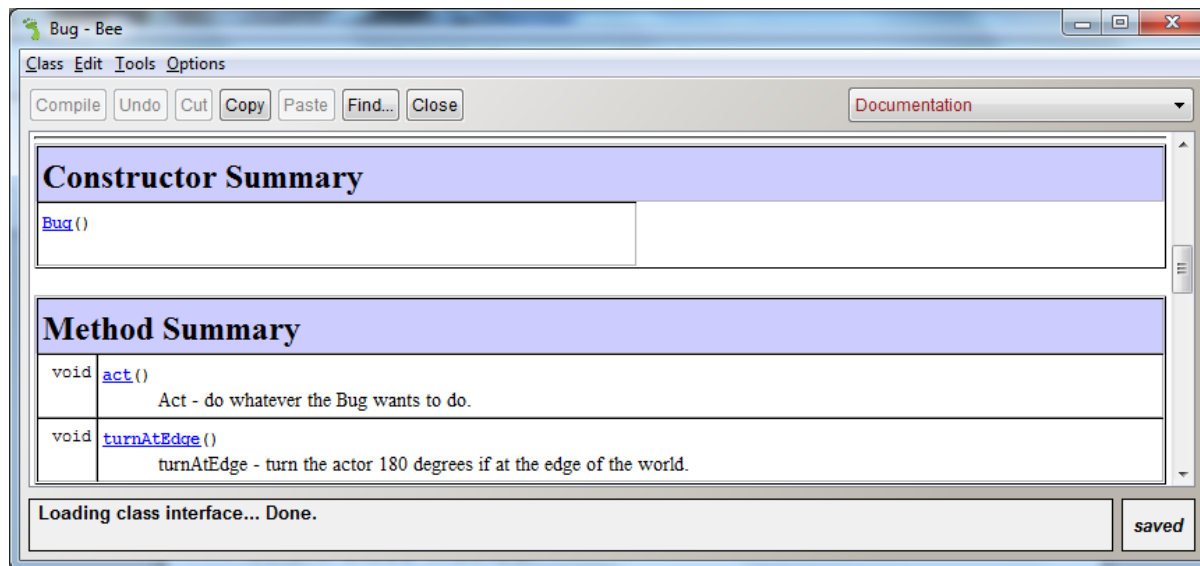 Bug - Bee
Class Edit Tools Options
Compile Undo Cut Copy Paste Find... Close Documentation
Constructor Summary
Bug()
Method Summary
void act()
Act - do whatever the Bug wants to do.
void turnAtEdge()
turnAtEdge - turn the actor 180 degrees if at the edge of the world.
Loading class interface... Done.
saved